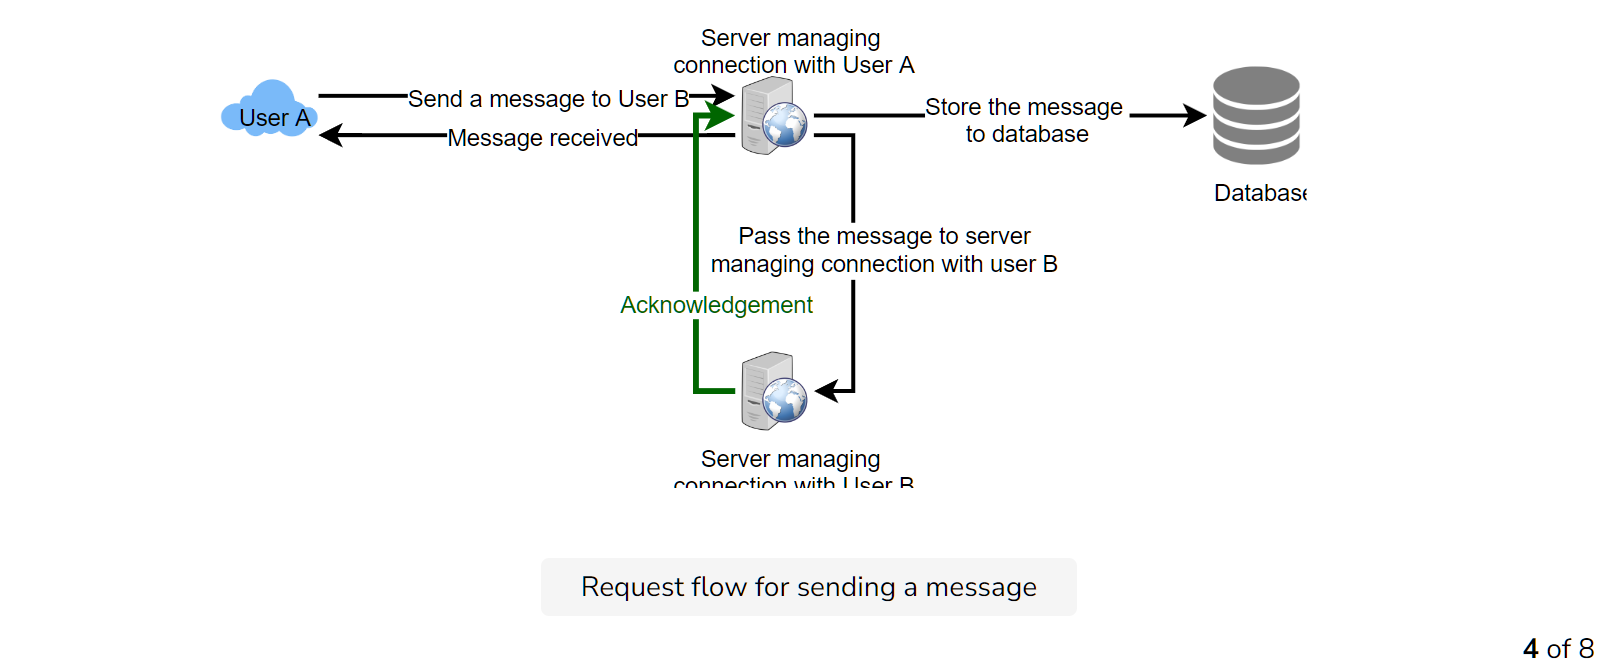 Server managing
connection with User A
User A
Send a message to User B
Message received
Store the message
to database
Database
Pass the message to server
managing connection with user B
Acknowledgement
Server managing
connection with User B
Request flow for sending a message
4 of 8